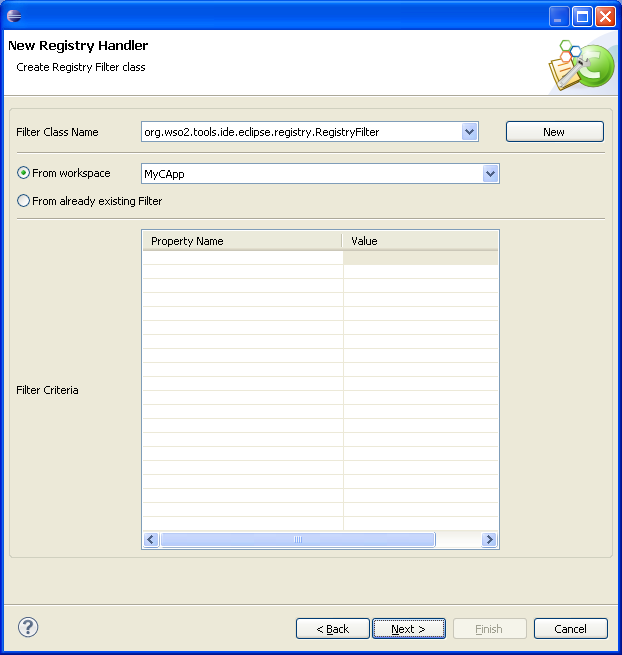 New Registry Handler
Create Registry Filter class
Filter Class Name
org.wso2.tools.ide.eclipse.registry.RegistryFilter
New
From workspace
MyCApp
From already existing Filter
Property Name
Value
Filter Criteria
?
< Back
Next >
Finish
Cancel